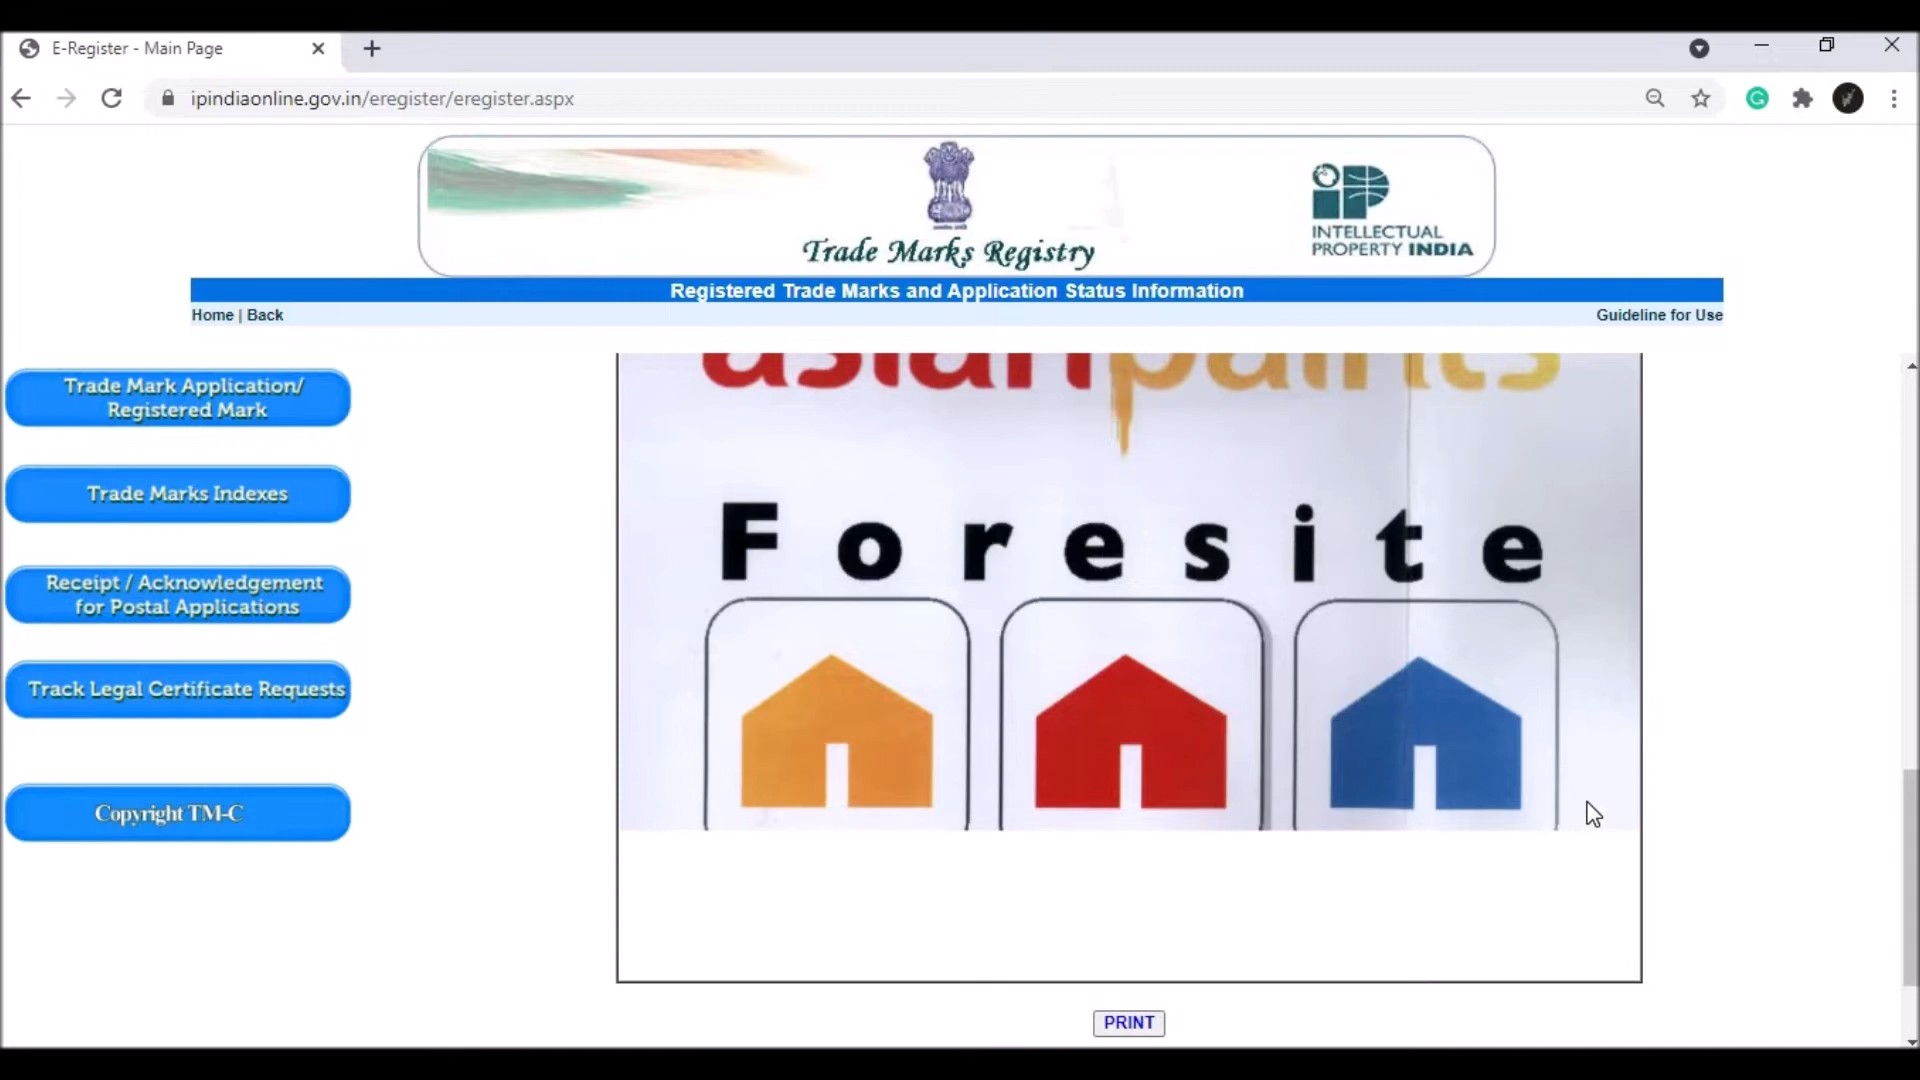 E-Register - Main Page
ipindiaonline.gov.in/eregister/eregister.aspx
Trade Marks Registry
INTELLECTUAL
PROPERTY INDIA
Registered Trade Marks and Application Status Information
Home | Back
Guideline for Use
Trade Mark Application/
Registered Mark
Trade Marks Indexes
Receipt / Acknowledgement
for Postal Applications
Track Legal Certificate Requests
Copyright TM-C
asianpaints
Foresite
PRINT